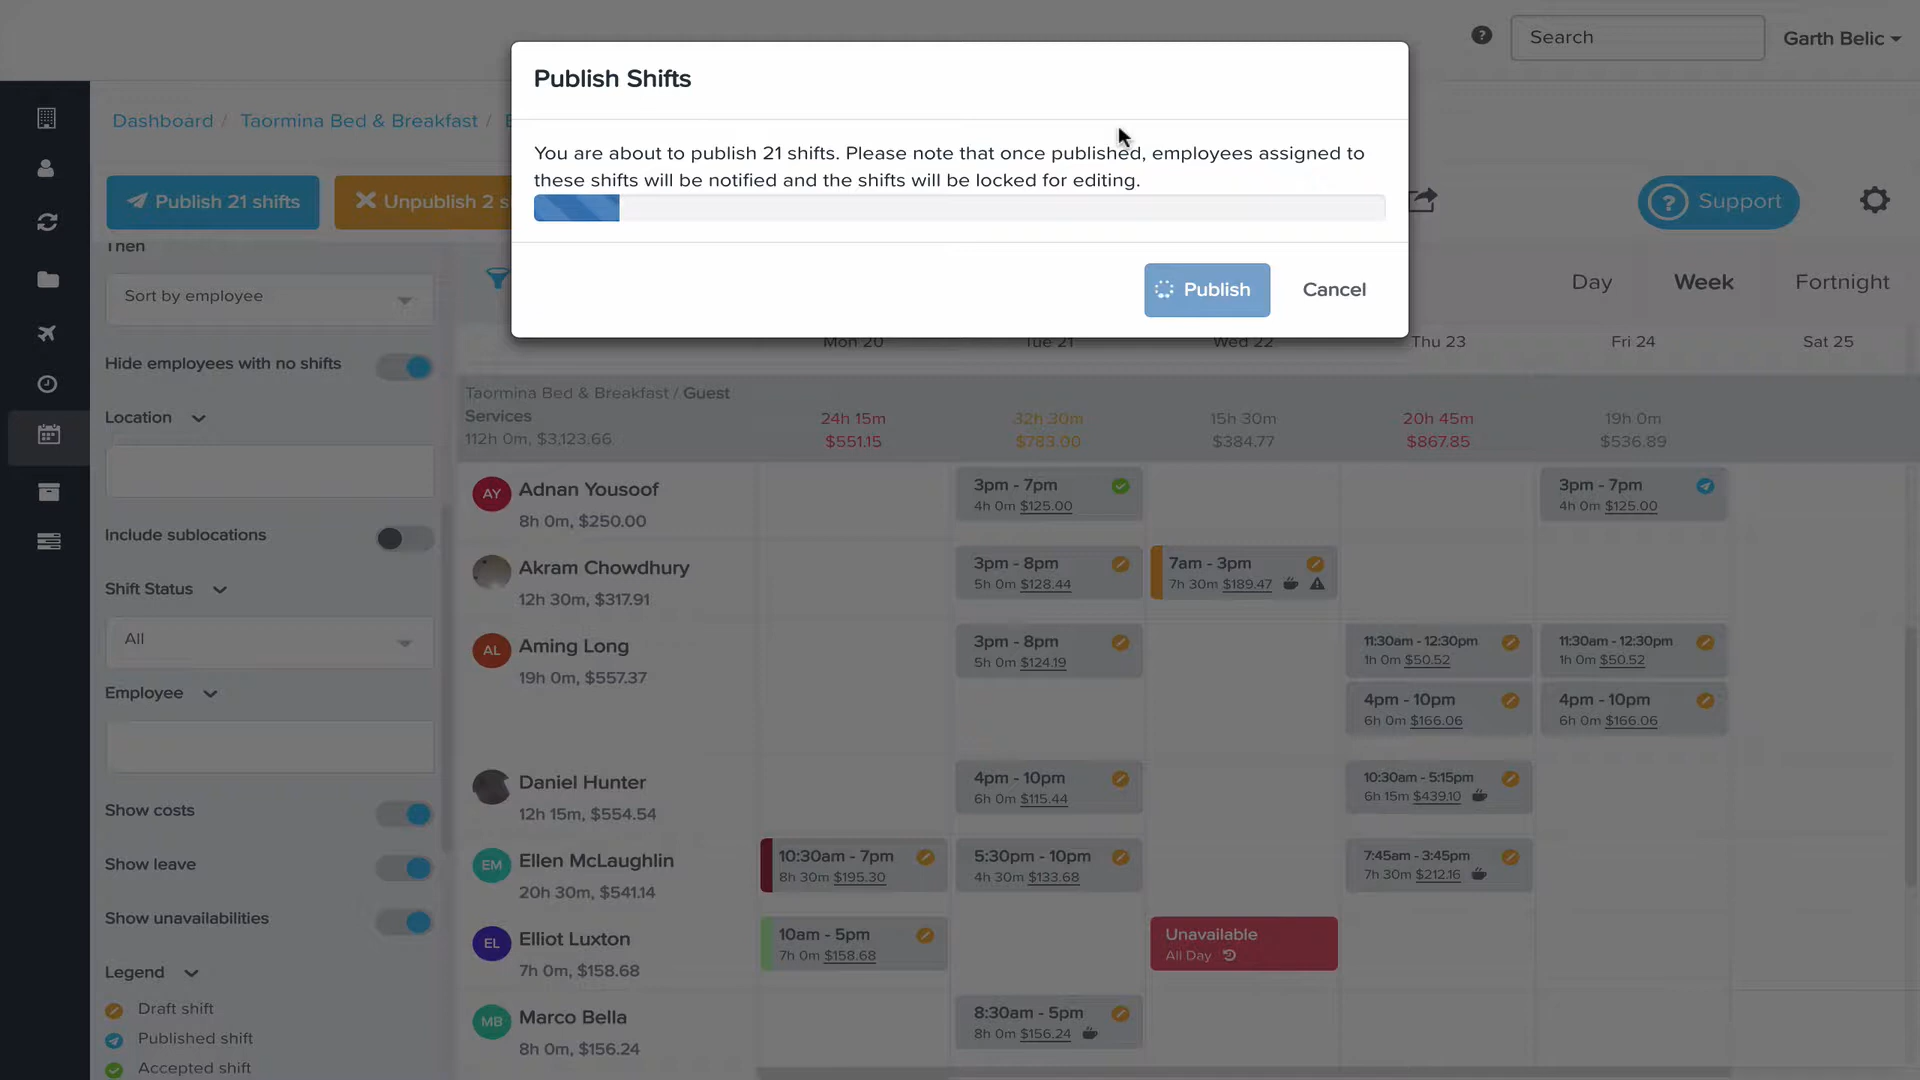 Search
Garth Belic
Publish Shifts
Dashboard / Taormina Bed & Breakfast /
You are about to publish 21 shifts. Please note that once published, employees assigned to
these shifts will be notified and the shifts will be locked for editing.
Publish 21 shifts
Unpublish 2 s
Support
Publish
Cancel
Then
Sort by employee
Hide employees with no shifts
Location
Include sublocations
Shift Status
All
Employee
Show costs
Show leave
Show unavailabilities
Legend
Draft shift
Published shift
Accepted shift
Day
Week
Fortnight
Mon 20
Tue 21
Wed 22
Thu 23
Fri 24
Sat 25
Taormina Bed & Breakfast / Guest
Services
112h 0m, $3,123.66.
24h 15m
$551.15
32h 30m
$783.00
15h 30m
$384.77
20h 45m
$867.85
19h 0m
$536.89
AY
Adnan Yousoof
8h 0m, $250.00
3pm - 7pm
4h 0m $125.00
3pm - 7pm
4h 0m $125.00
Akram Chowdhury
12h 30m, $317.91
3pm - 8pm
5h 0m $128.44
7am - 3pm
7h 30m $189.47
AL
Aming Long
19h 0m, $557.37
3pm - 8pm
5h 0m $124.19
11:30am - 12:30pm
1h 0m $50.52
11:30am - 12:30pm
1h 0m $50.52
4pm - 10pm
6h 0m $166.06
4pm - 10pm
6h 0m $166.06
Daniel Hunter
12h 15m, $554.54
4pm - 10pm
6h 0m $115.44
10:30am - 5:15pm
6h 15m $439.10
EM
Ellen McLaughlin
20h 30m, $541.14
10:30am - 7pm
8h 30m $195.30
5:30pm - 10pm
4h 30m $133.68
7:45am - 3:45pm
7h 30m $212.16
EL
Elliot Luxton
7h 0m, $158.68
10am - 5pm
7h 0m $158.68
Unavailable
All Day
MB
Marco Bella
8h 0m, $156.24
8:30am - 5pm
8h 0m $156.24